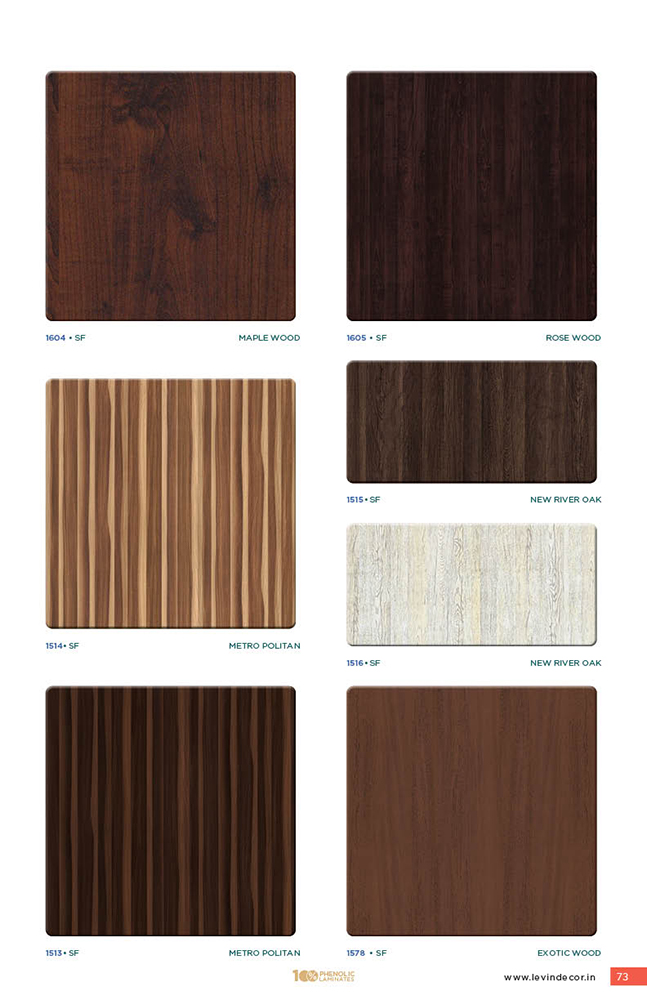 1604 • SF MAPLE WOOD
1605 • SF ROSE WOOD
1515 • SF NEW RIVER OAK
1514 • SF METRO POLITAN
1516 • SF NEW RIVER OAK
1513 • SF METRO POLITAN
1578 • SF EXOTIC WOOD
100% PHENOLIC
LAMINATES
www.levindecor.in 73